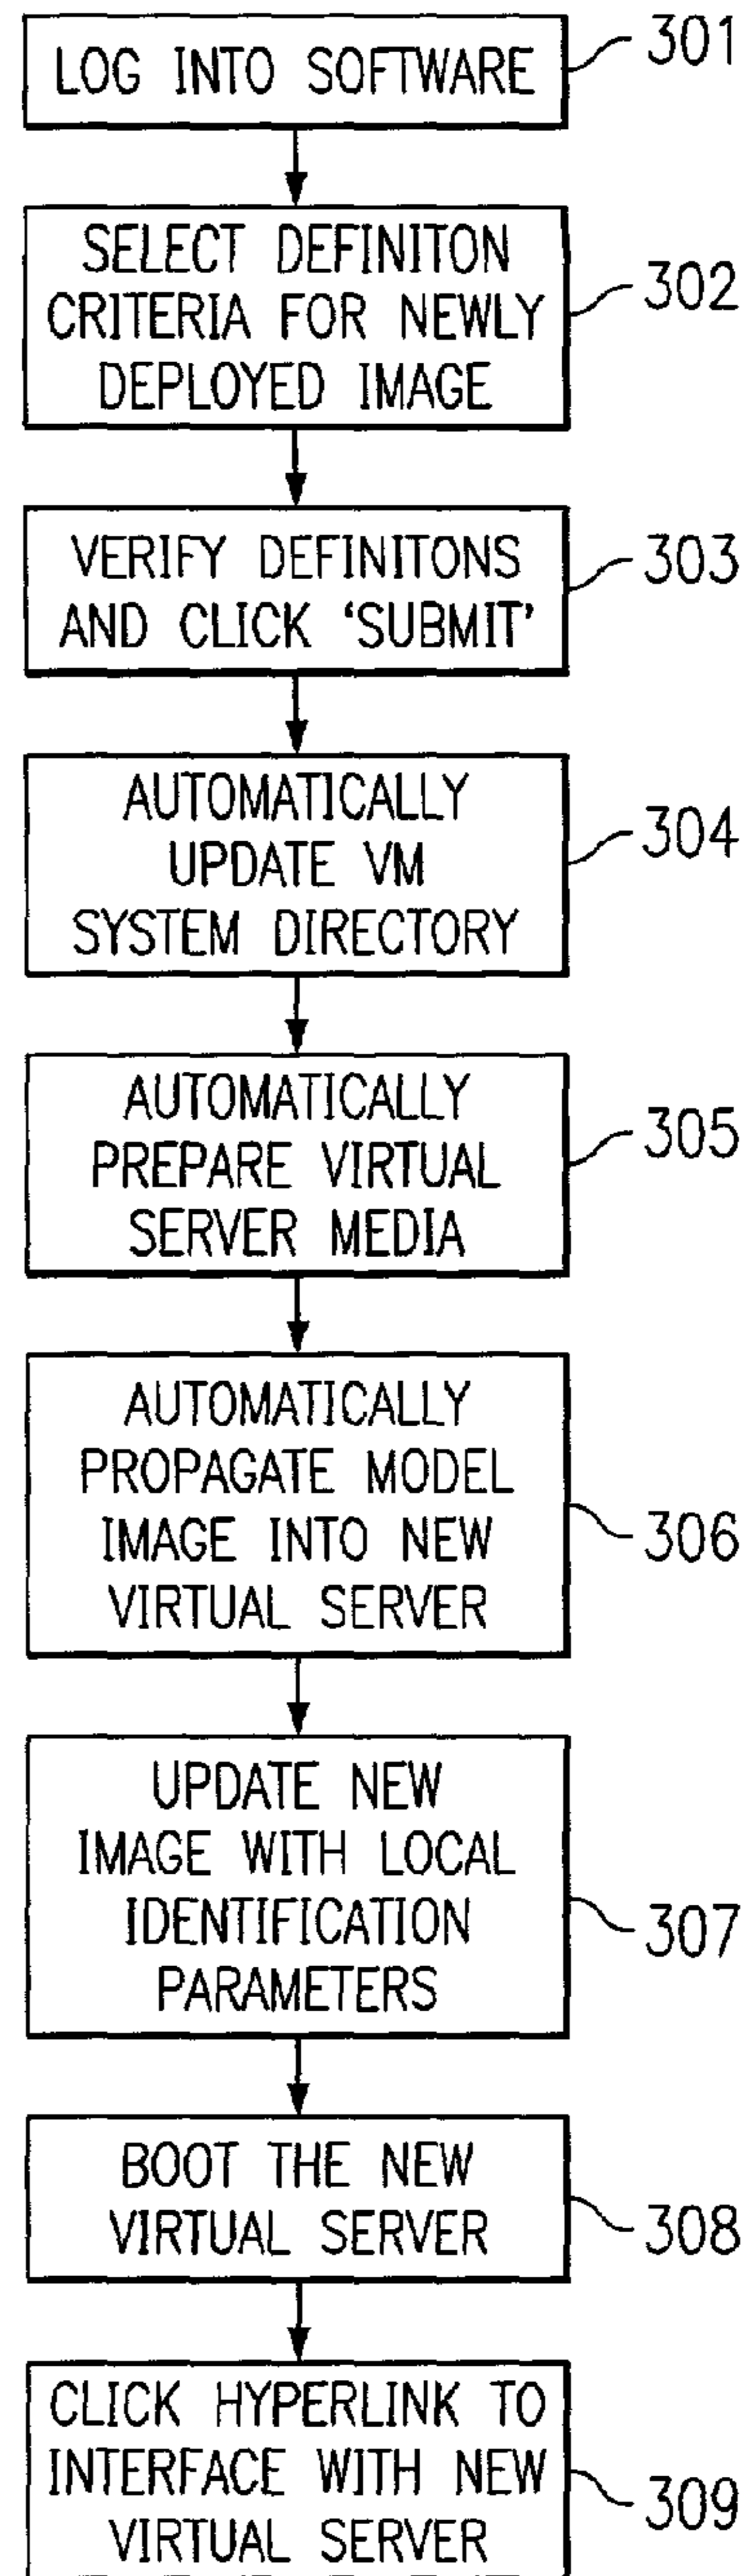 LOG INTO SOFTWARE
301
SELECT DEFINITON
CRITERIA FOR NEWLY
DEPLOYED IMAGE
302
VERIFY DEFINITONS
AND CLICK ‘SUBMIT’
303
AUTOMATICALLY
UPDATE VM
SYSTEM DIRECTORY
304
AUTOMATICALLY
PREPARE VIRTUAL
SERVER MEDIA
305
AUTOMATICALLY
PROPAGATE MODEL
IMAGE INTO NEW
VIRTUAL SERVER
306
UPDATE NEW
IMAGE WITH LOCAL
IDENTIFICATION
PARAMETERS
307
BOOT THE NEW
VIRTUAL SERVER
308
CLICK HYPERLINK TO
INTERFACE WITH NEW
VIRTUAL SERVER
309